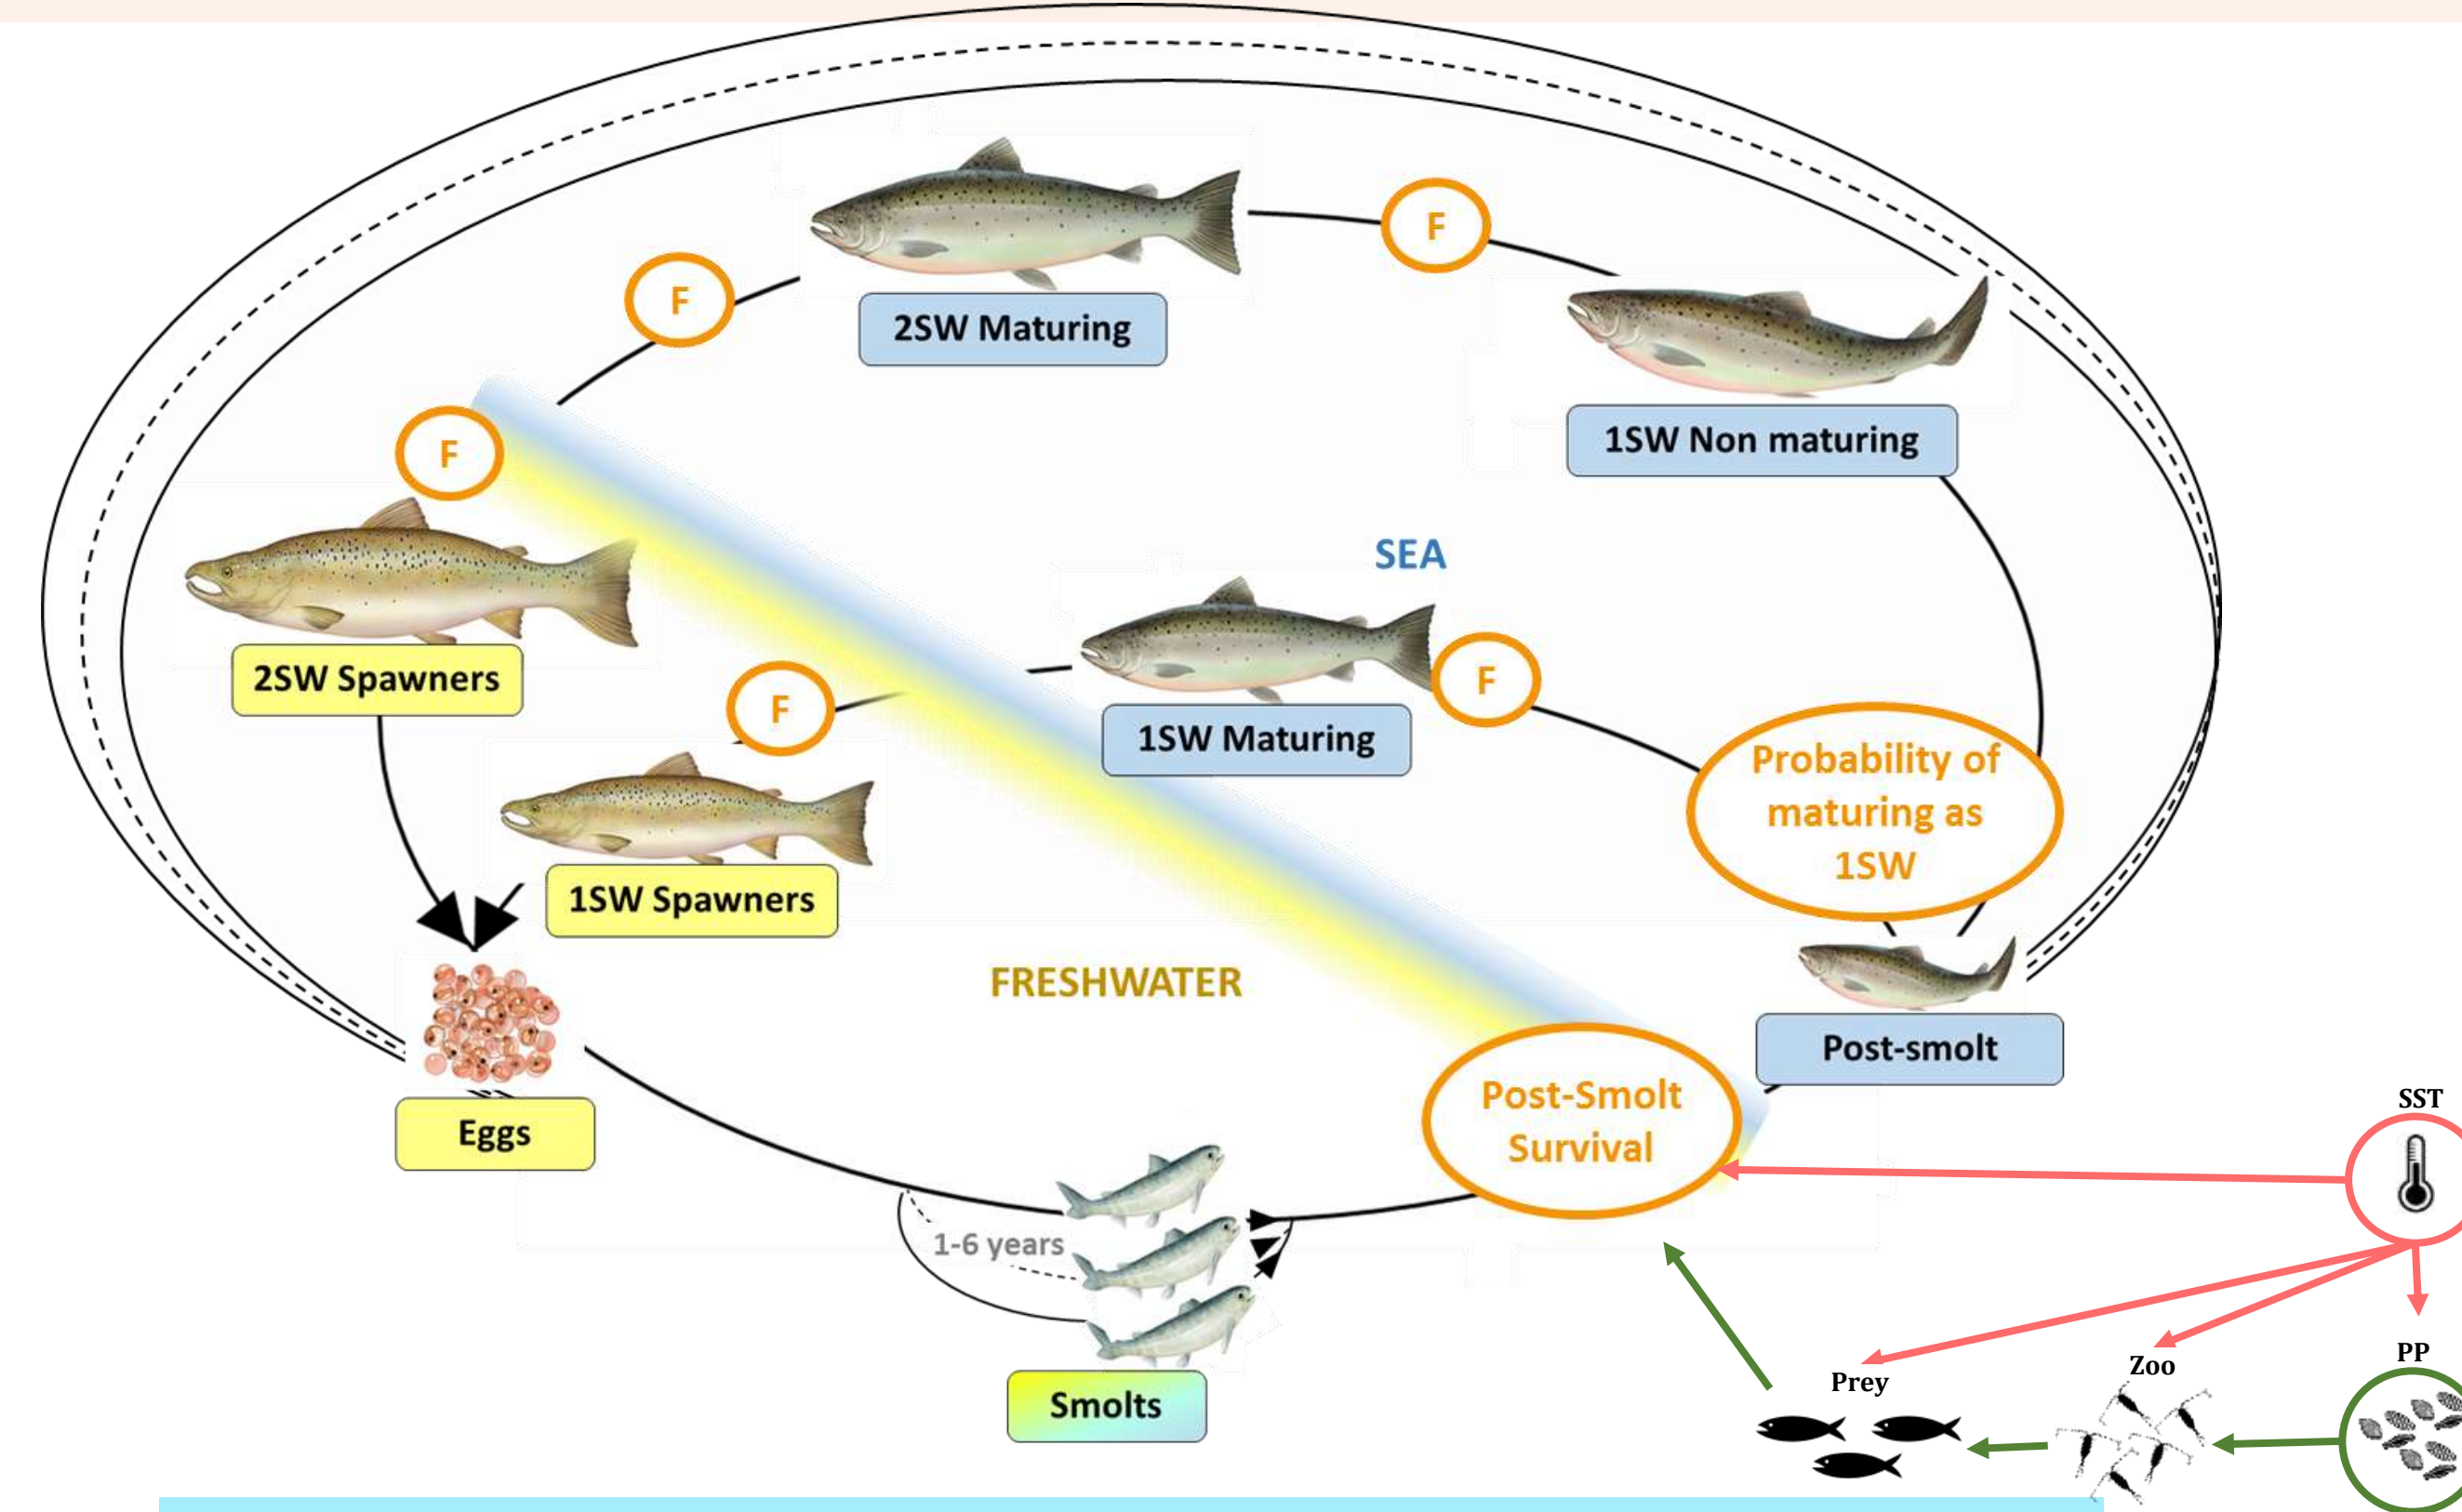 F
2SW Maturing
F
1SW Non maturing
F
SEA
2SW Spawners
F
1SW Maturing
F
Probability of
maturing as
1SW
1SW Spawners
FRESHWATER
Post-smolt
Eggs
Post-Smolt
Survival
SST
1-6 years
Smolts
Prey
Zoo
PP